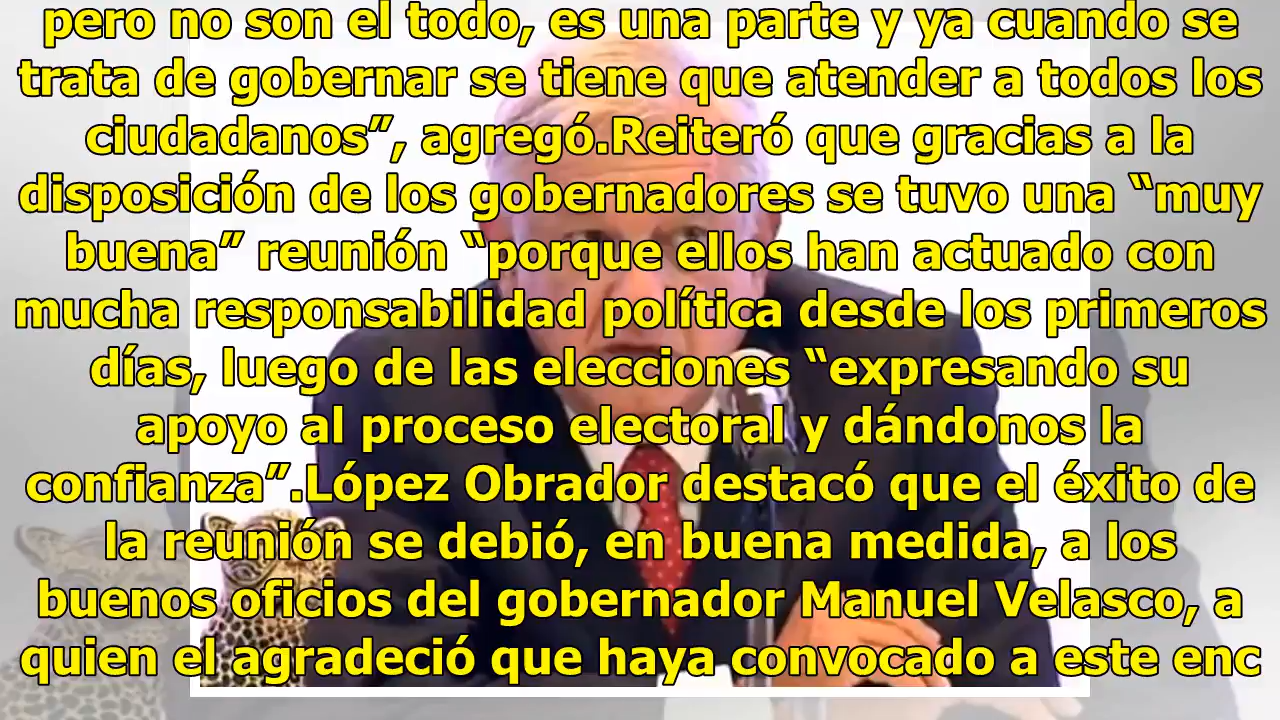 pero no son el todo, es una parte y ya cuando se
trata de gobernar se tiene que atender a todos los
ciudadanos”, agregó.Reiteró que gracias a la
disposición de los gobernadores se tuvo una “muy
buena” reunión “porque ellos han actuado con
mucha responsabilidad política desde los primeros
días, luego de las elecciones “expresando su
apoyo al proceso electoral y dándonos la
confianza”.López Obrador destacó que el éxito de
la reunión se debió, en buena medida, a los
buenos oficios del gobernador Manuel Velasco, a
quien el agradeció que haya convocado a este enc